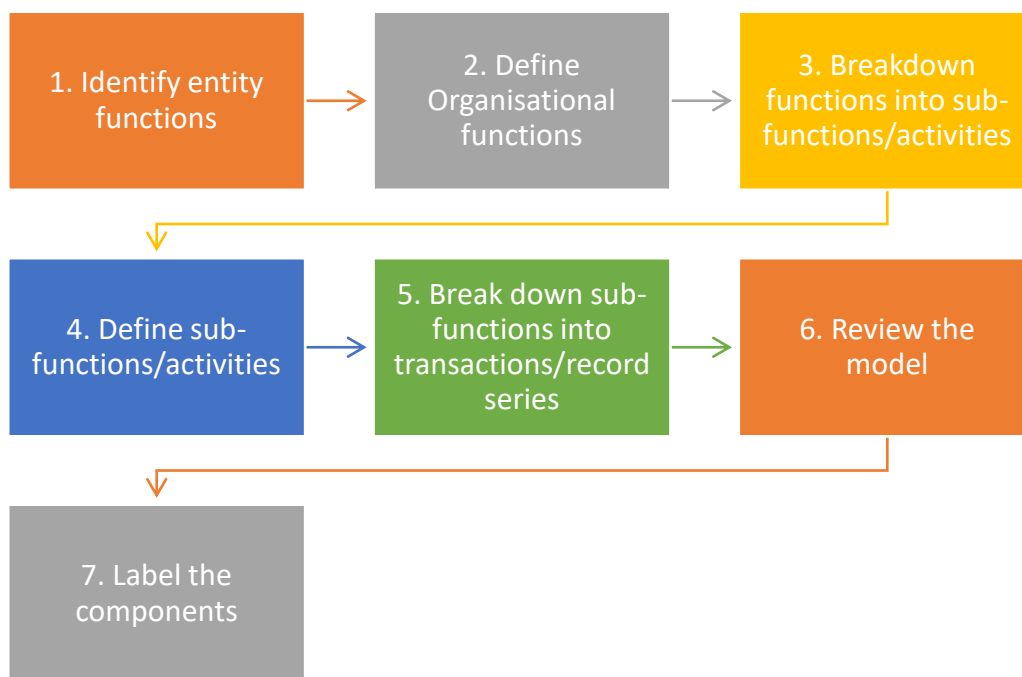 1. Identify entity
functions
2. Define
Organisational
functions
3. Breakdown
functions into sub-
functions/activities
4. Define sub-
functions/activities
5. Break down sub-
functions into
transactions/record
series
6. Review the
model
7. Label the
components